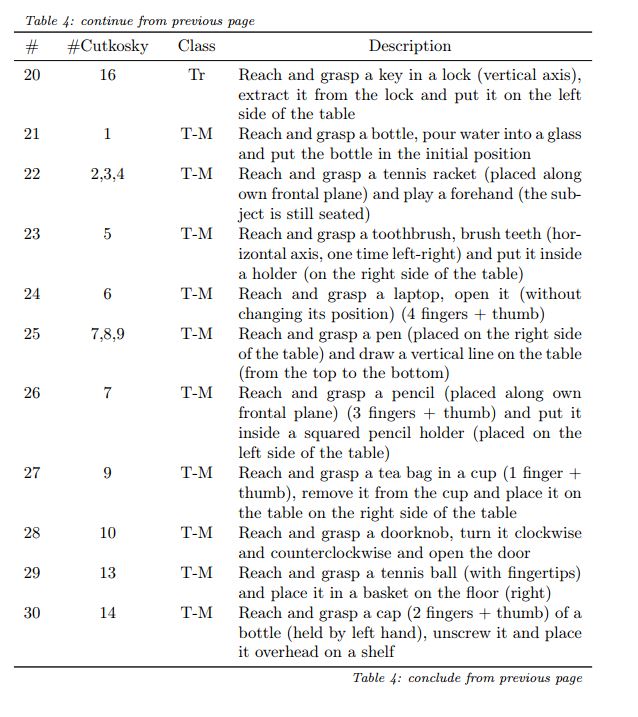 Table 4: continue from previous page
# #Cutkosky Class Description
20 16 Tr Reach and grasp a key in a lock (vertical axis),
extract it from the lock and put it on the left
side of the table
21 1 T-M Reach and grasp a bottle, pour water into a glass
and put the bottle in the initial position
22 2,3,4 T-M Reach and grasp a tennis racket (placed along
own frontal plane) and play a forehand (the sub-
ject is still seated)
23 5 T-M Reach and grasp a toothbrush, brush teeth (hor-
izontal axis, one time left-right) and put it inside
a holder (on the right side of the table)
24 6 T-M Reach and grasp a laptop, open it (without
changing its position) (4 fingers + thumb)
25 7,8,9 T-M Reach and grasp a pen (placed on the right side
of the table) and draw a vertical line on the table
(from the top to the bottom)
26 7 T-M Reach and grasp a pencil (placed along own
frontal plane) (3 fingers + thumb) and put it
inside a squared pencil holder (placed on the
left side of the table)
27 9 T-M Reach and grasp a tea bag in a cup (1 finger +
thumb), remove it from the cup and place it on
the table on the right side of the table
28 10 T-M Reach and grasp a doorknob, turn it clockwise
and counterclockwise and open the door
29 13 T-M Reach and grasp a tennis ball (with fingertips)
and place it in a basket on the floor (right)
30 14 T-M Reach and grasp a cap (2 fingers + thumb) of a
bottle (held by left hand), unscrew it and place
it overhead on a shelf
Table 4: conclude from previous page